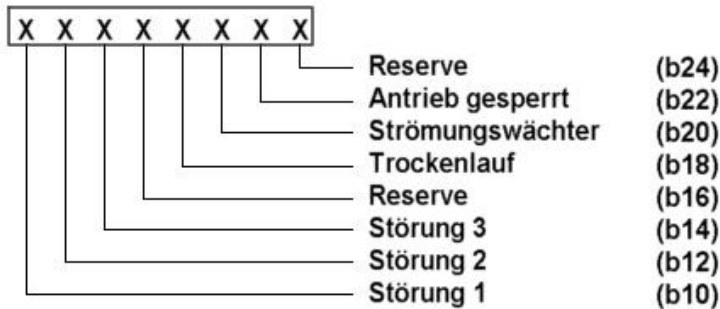 X X X X X X X X
Reserve (b24)
Antrieb gesperrt (b22)
Strömungswächter (b20)
Trockenlauf (b18)
Reserve (b16)
Störung 3 (b14)
Störung 2 (b12)
Störung 1 (b10)